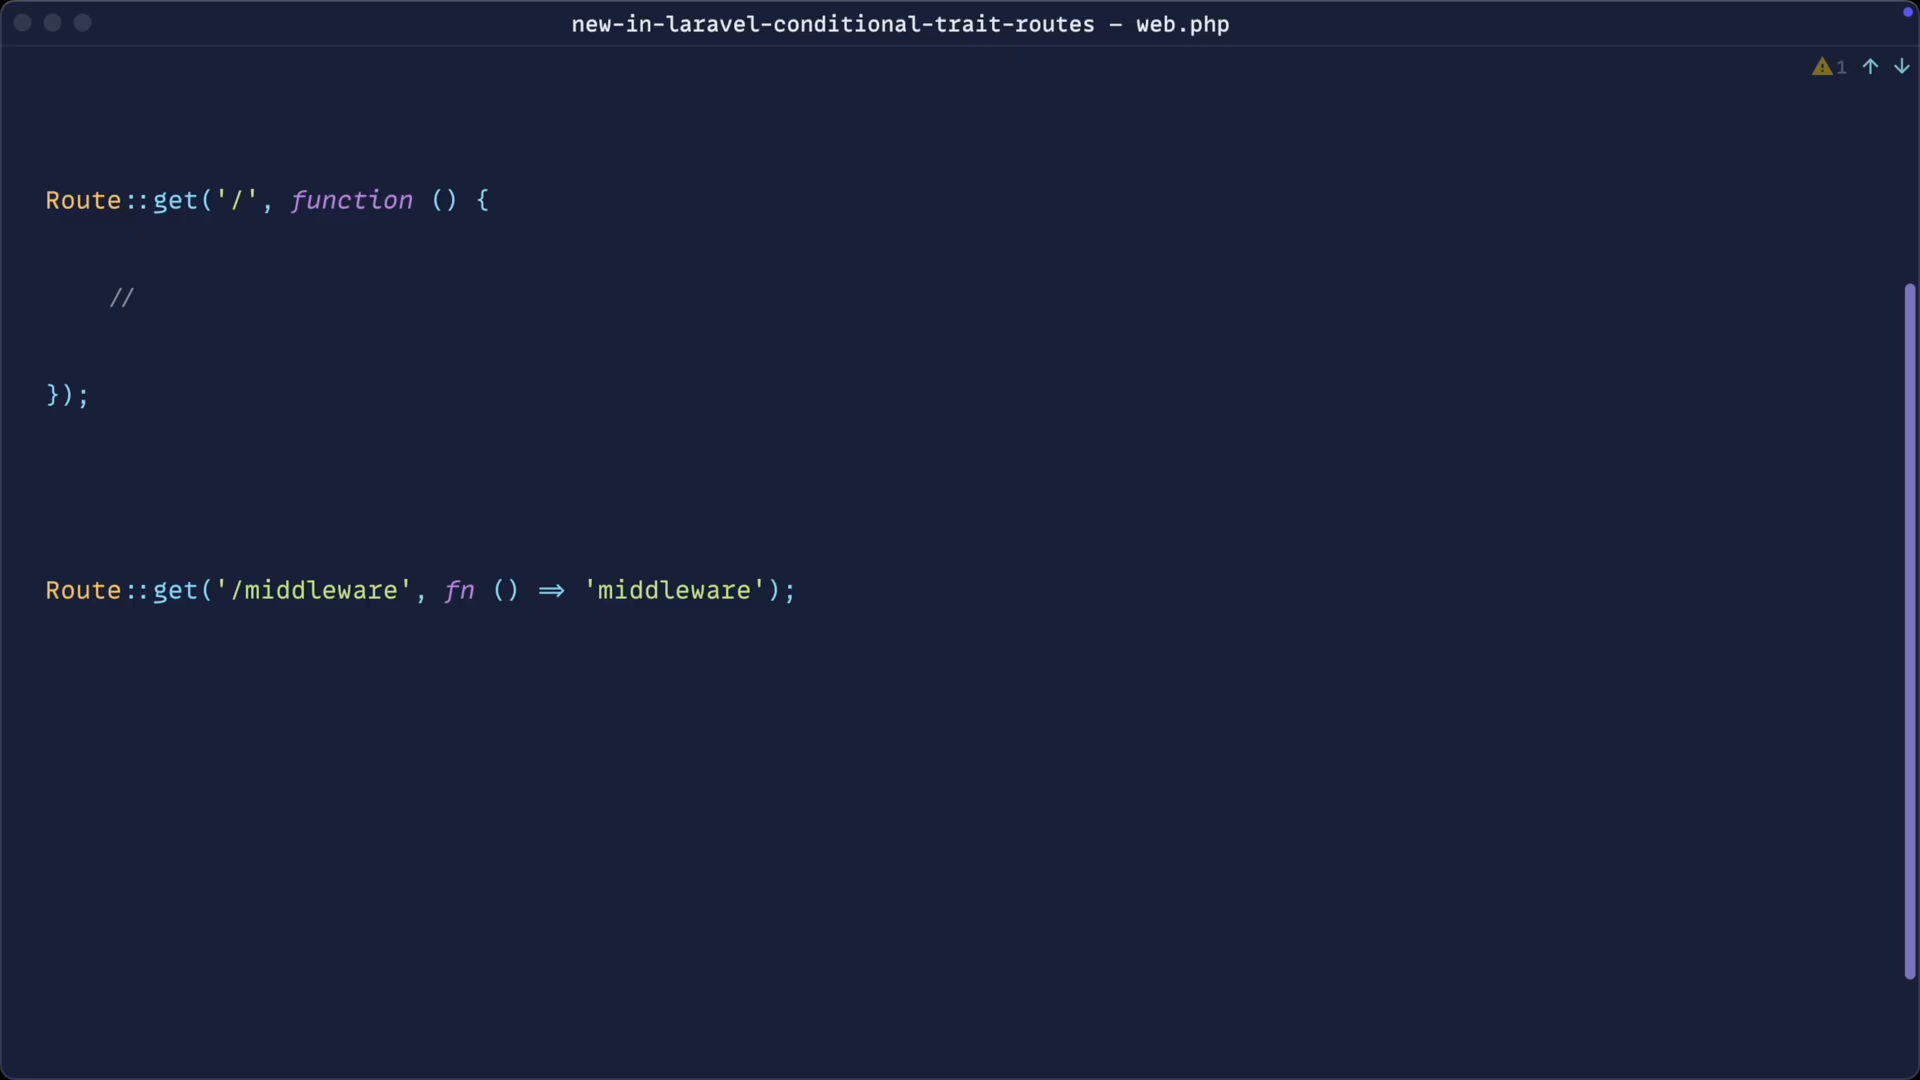 new-in-laravel-conditional-trait-routes – web.php
1
Route::get('/', function () {
//
});
Route::get('/middleware', fn () => 'middleware');